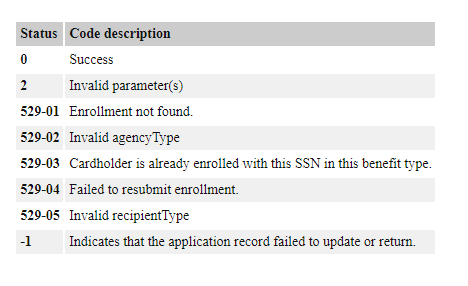 Status Code description
0 Success
2 Invalid parameter(s)
529-01 Enrollment not found.
529-02 Invalid agencyType
529-03 Cardholder is already enrolled with this SSN in this benefit type.
529-04 Failed to resubmit enrollment.
529-05 Invalid recipientType
-1 Indicates that the application record failed to update or return.